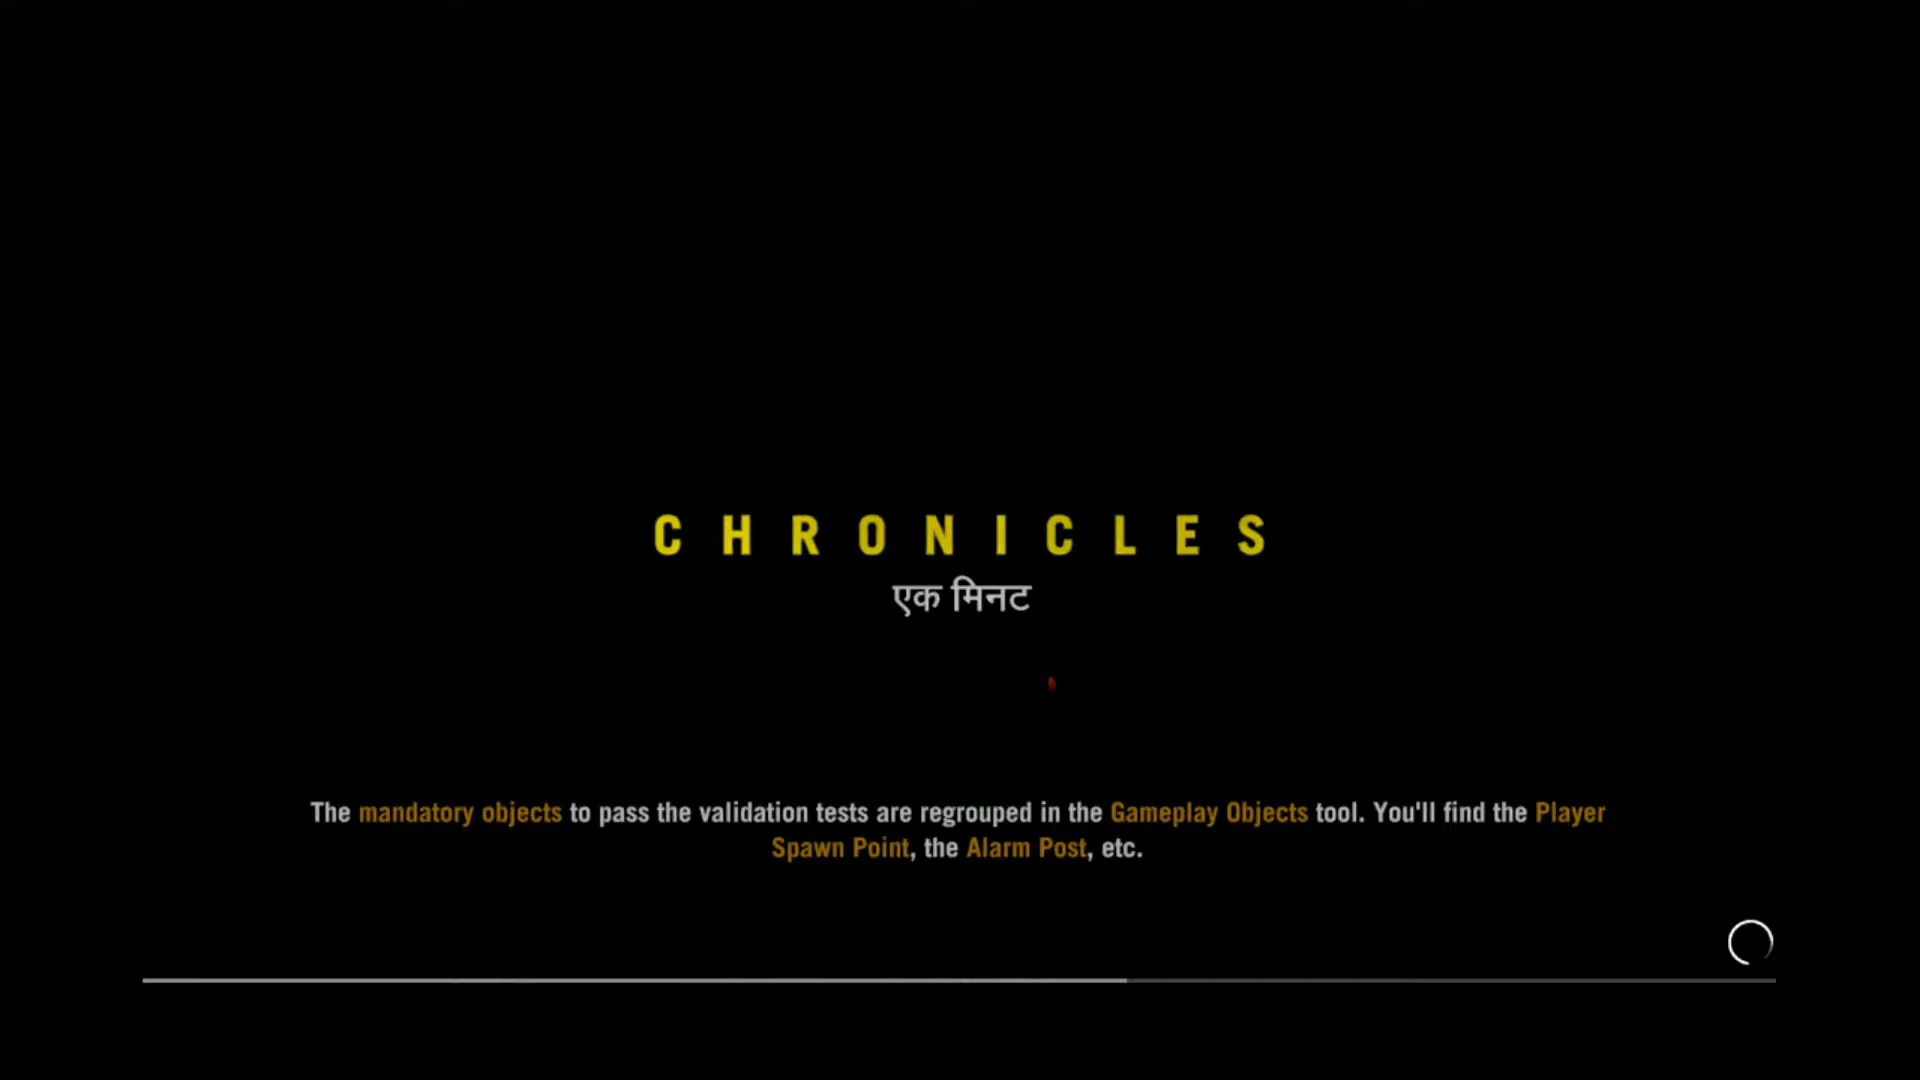 CHRONICLES
एक मिनट
The mandatory objects to pass the validation tests are regrouped in the Gameplay Objects tool. You'll find the Player
Spawn Point, the Alarm Post, etc.